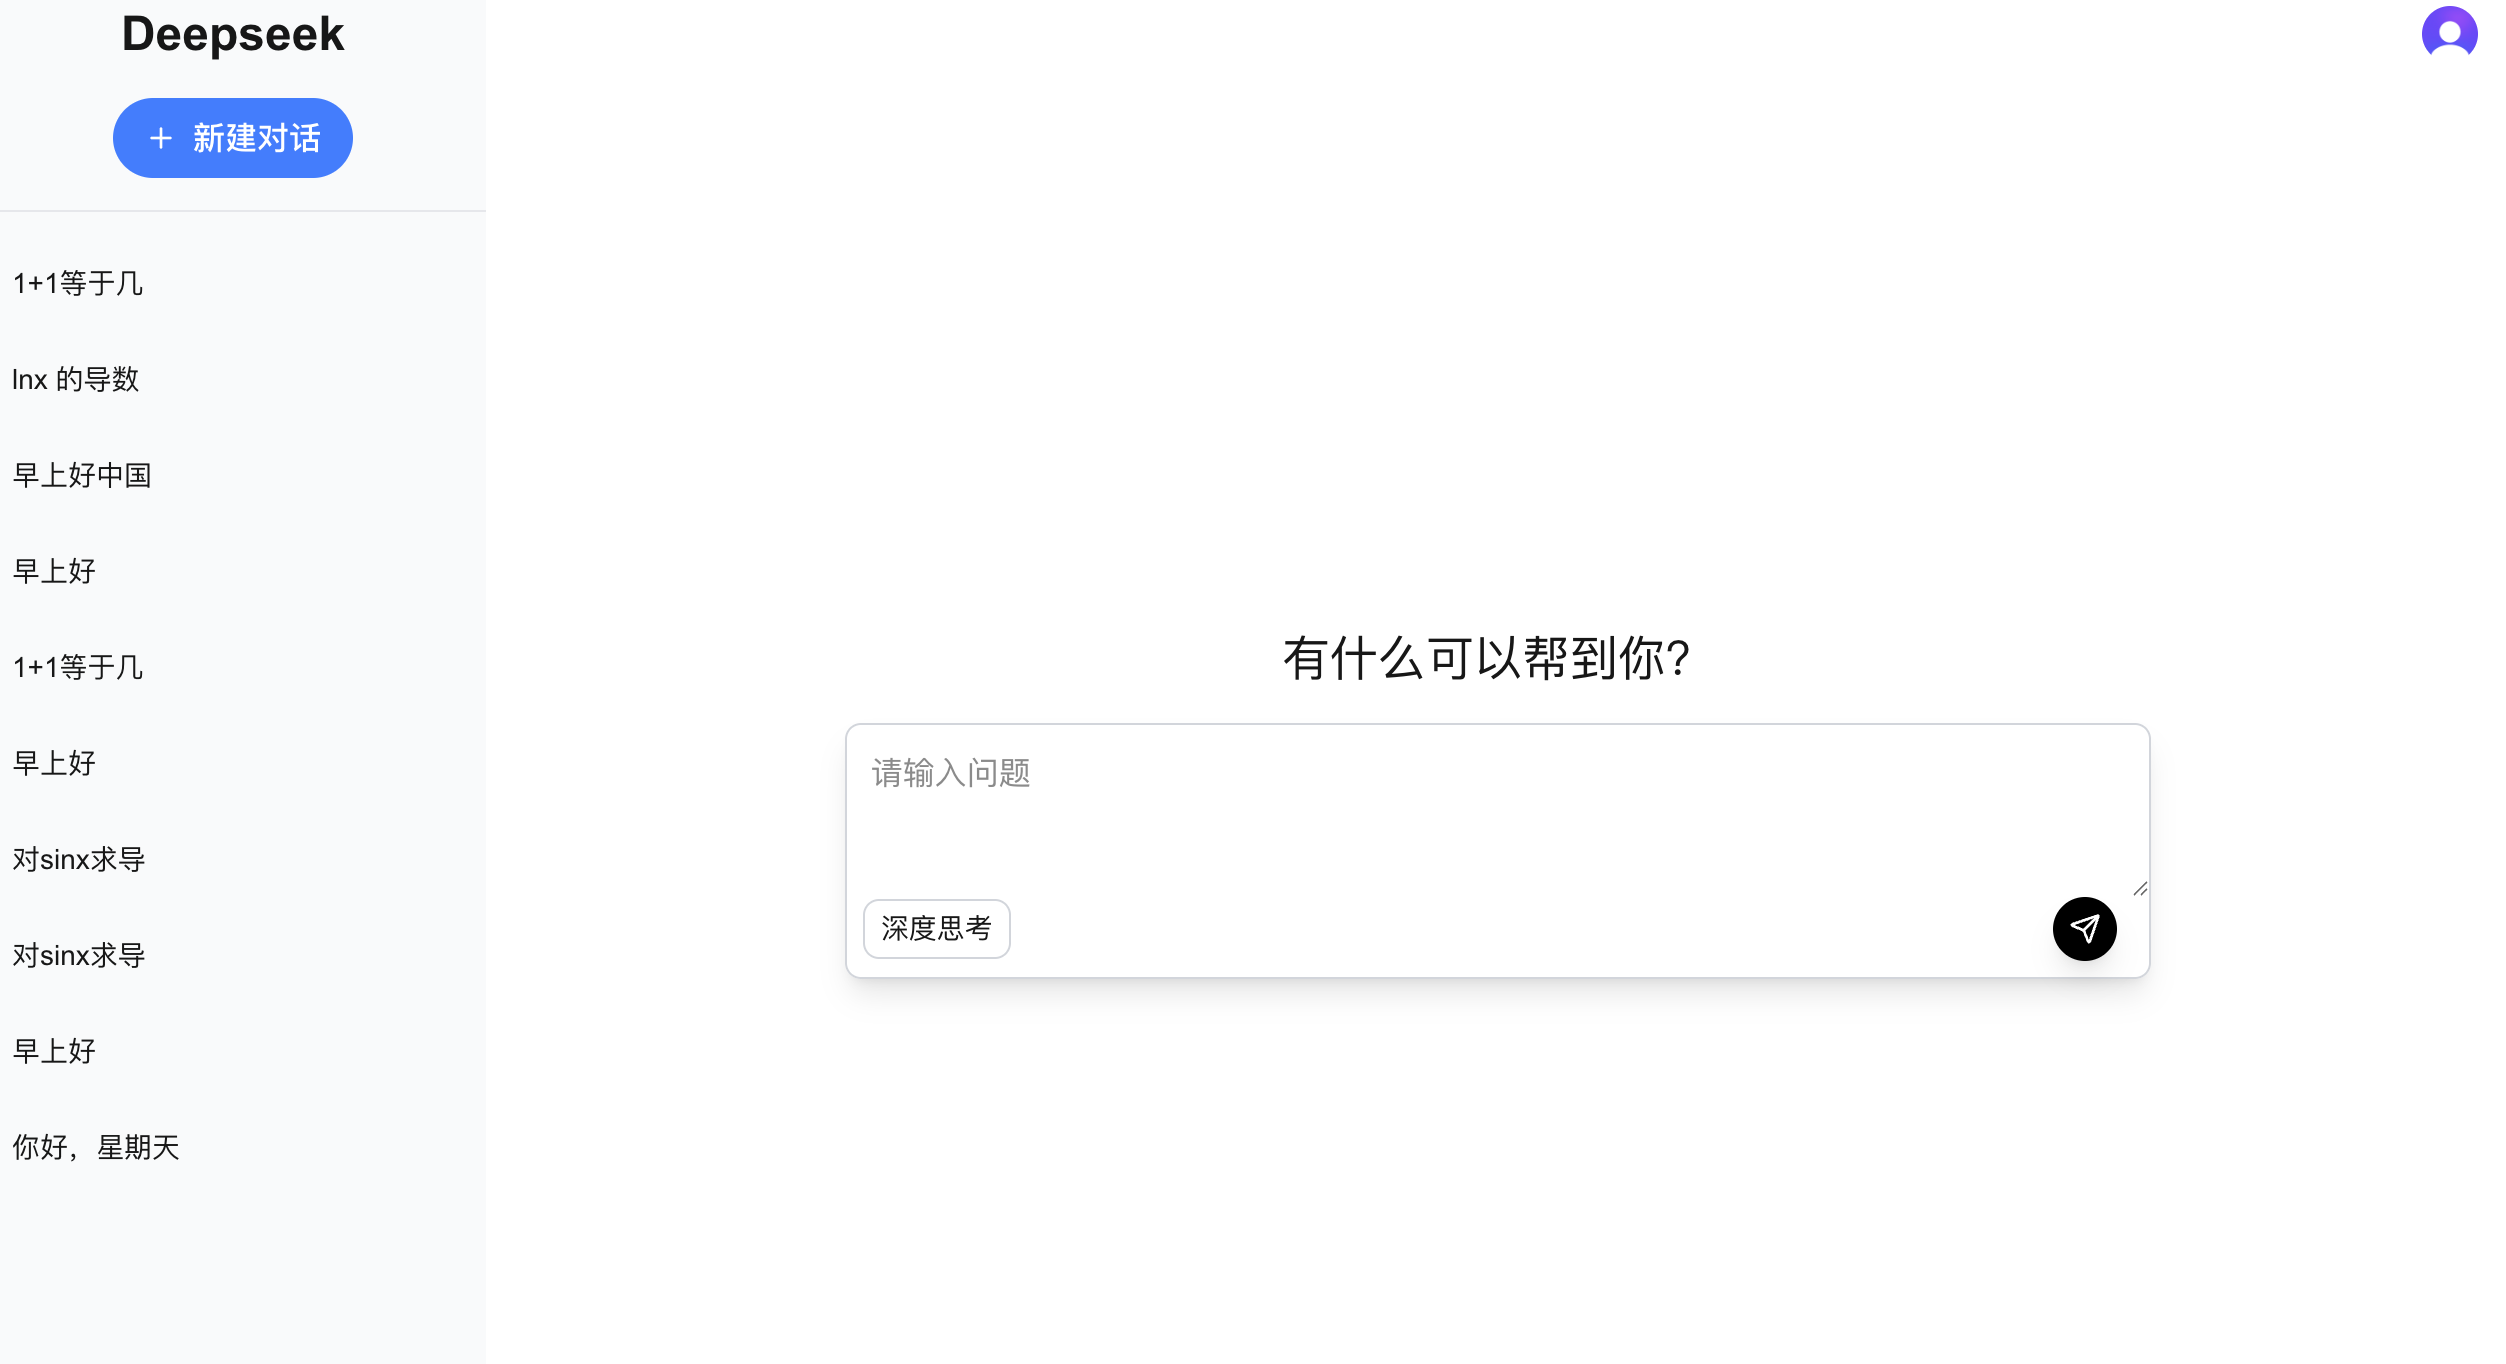 Deepseek
新建对话
1+1等于几
lnx 的导数
早上好中国
早上好
1+1等于几
早上好
对sinx求导
对sinx求导
早上好
你好，星期天
有什么可以帮到你?
请输入问题
深度思考